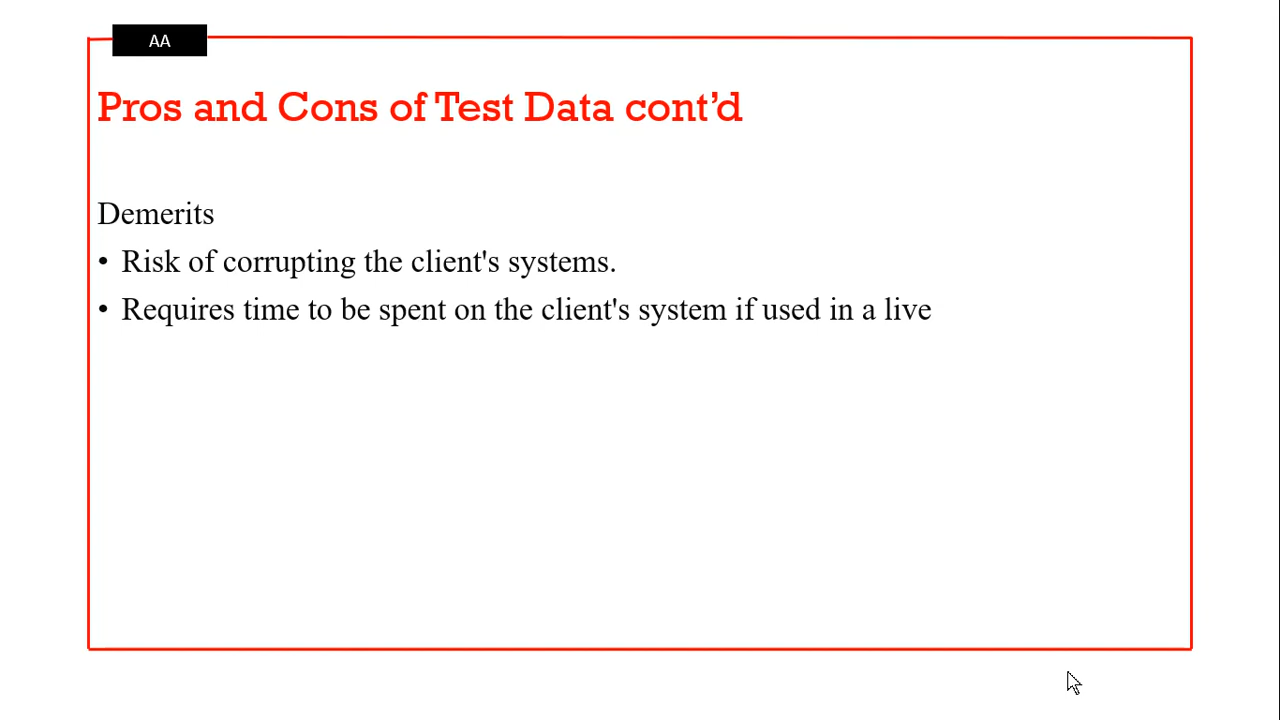 AA
Pros and Cons of Test Data cont’d
Demerits
• Risk of corrupting the client's systems.
• Requires time to be spent on the client's system if used in a live